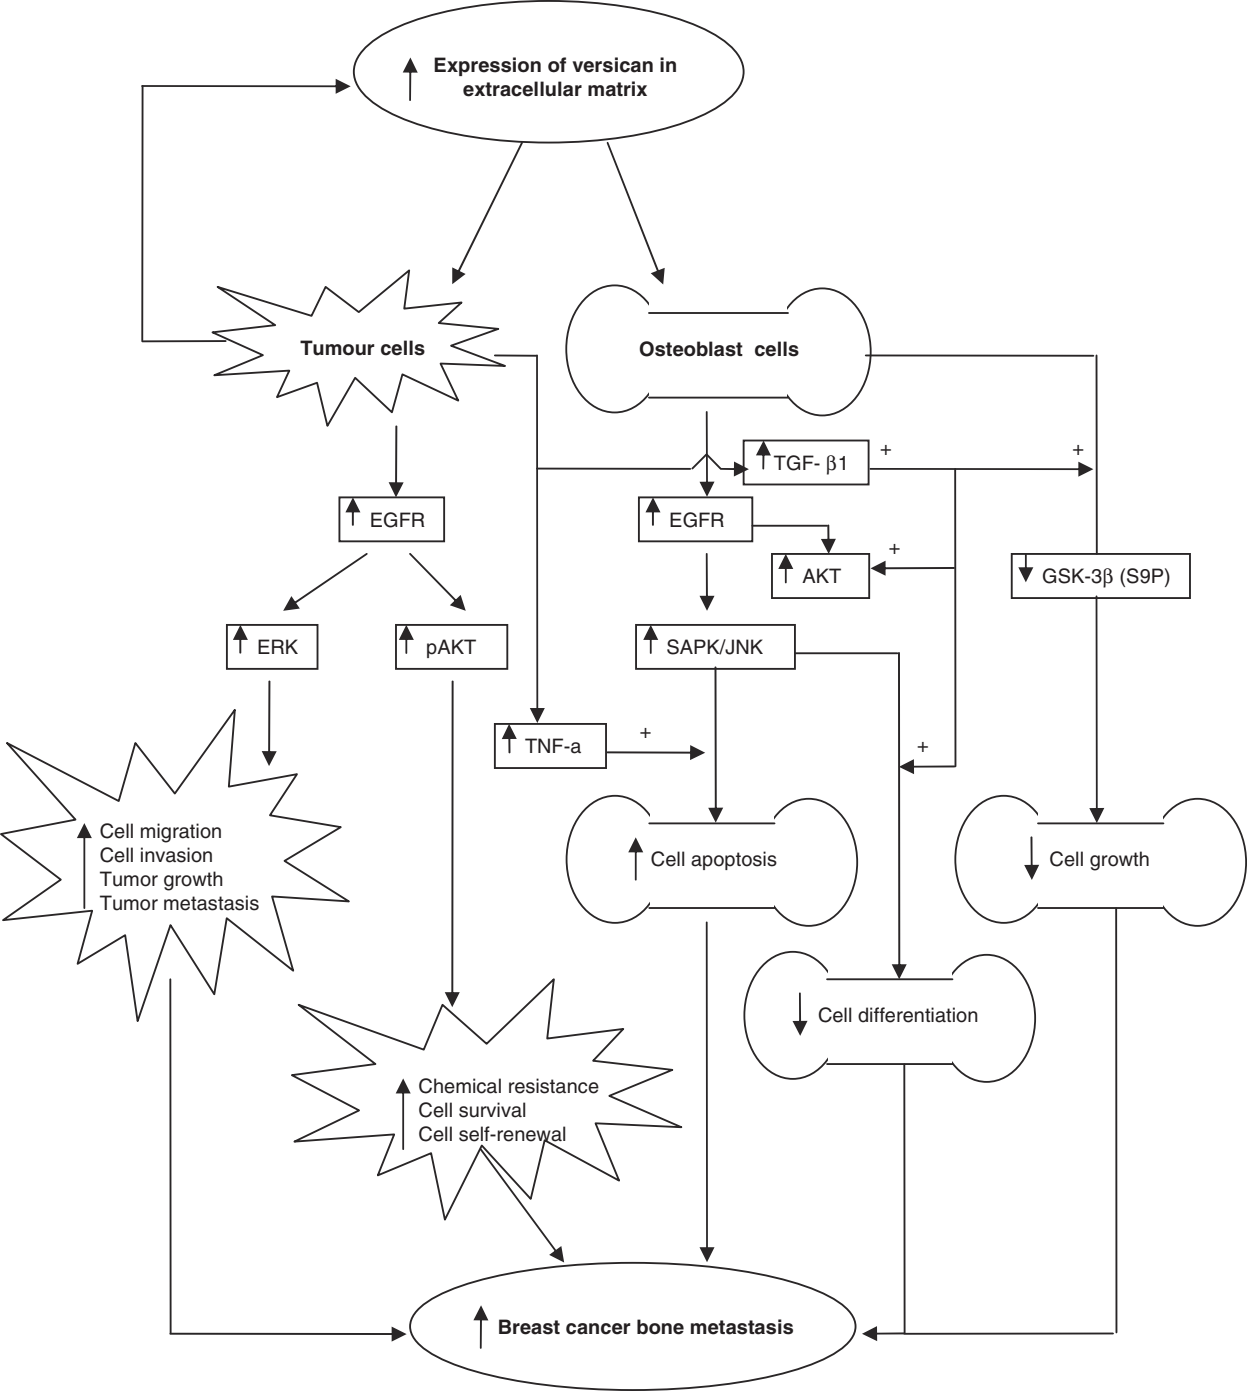 Expression of versican in
extracellular matrix
Tumour cells
Osteoblast cells
TGF- β1
+
+
EGFR
EGFR
+
AKT
GSK-3β (S9P)
ERK
pAKT
SAPK/JNK
TNF-a
+
+
Cell migration
Cell invasion
Tumor growth
Tumor metastasis
Cell apoptosis
Cell growth
Cell differentiation
Chemical resistance
Cell survival
Cell self-renewal
Breast cancer bone metastasis